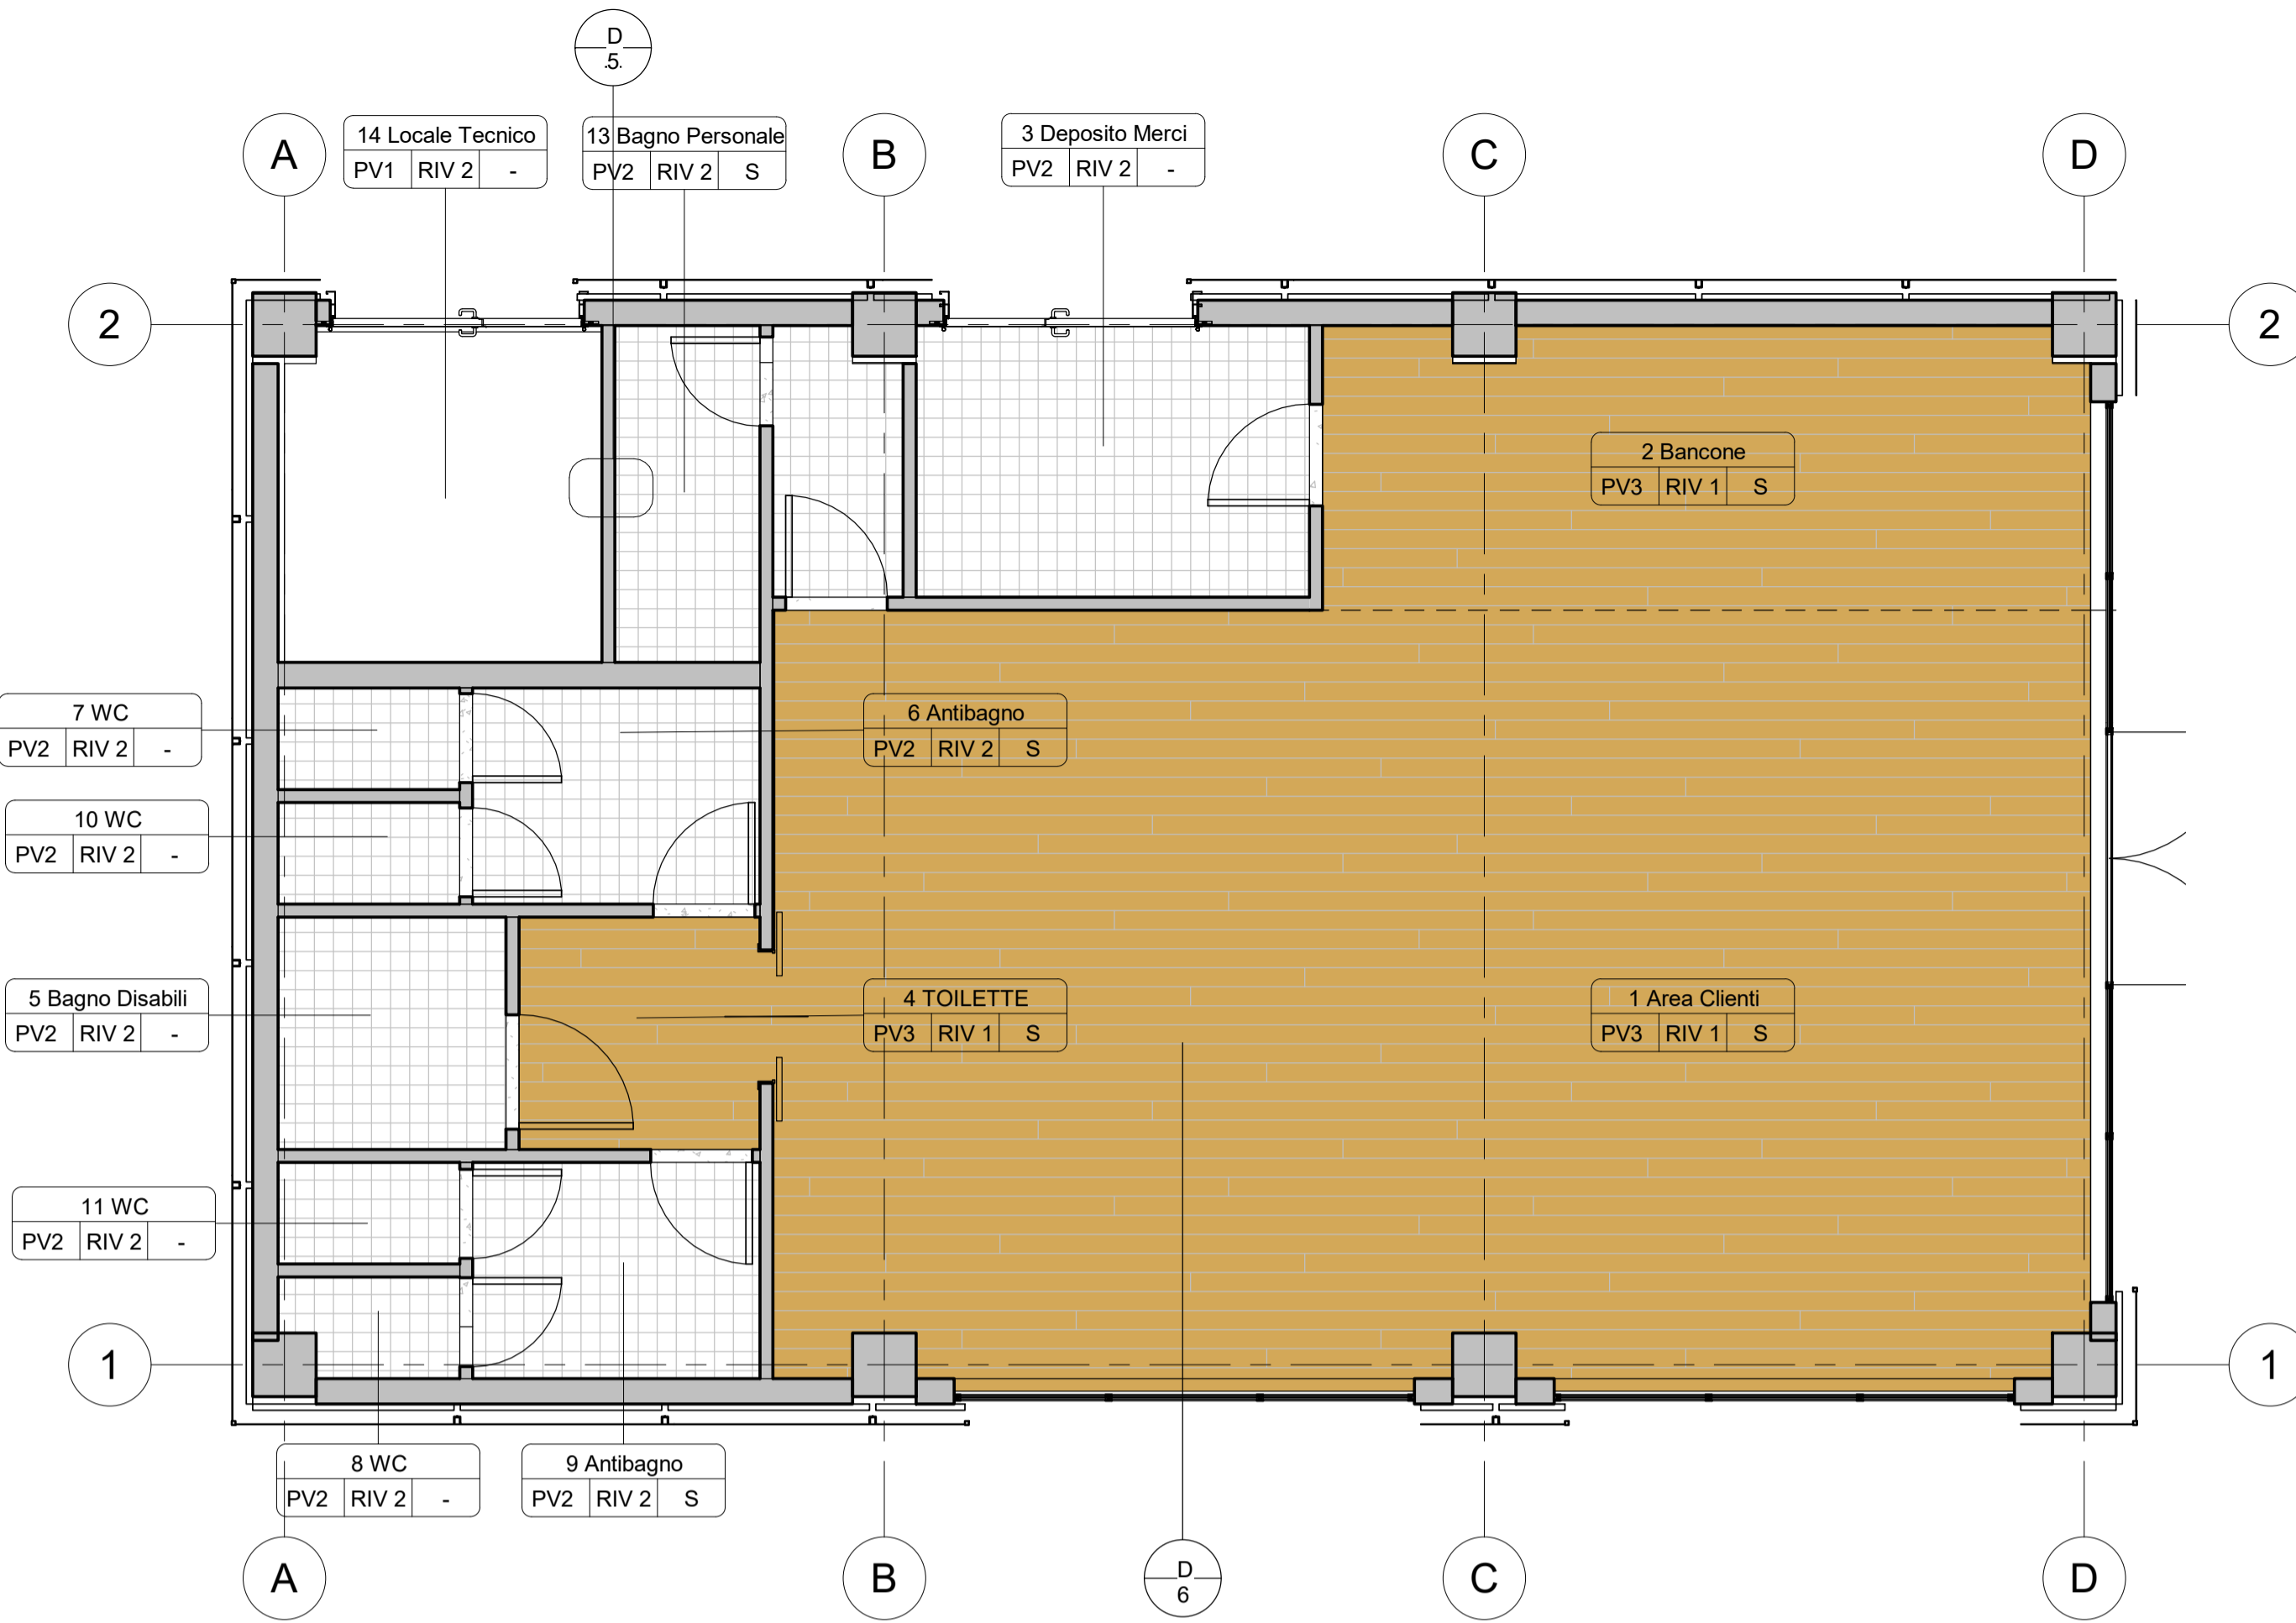 D
.5.
A
B
C
D
14 Locale Tecnico
PV1 RIV 2 -
13 Bagno Personale
PV2 RIV 2 S
3 Deposito Merci
PV2 RIV 2 -
2
2
2 Bancone
PV3 RIV 1 S
7 WC
PV2 RIV 2 -
6 Antibagno
PV2 RIV 2 S
10 WC
PV2 RIV 2 -
5 Bagno Disabili
PV2 RIV 2 -
4 TOILETTE
PV3 RIV 1 S
1 Area Clienti
PV3 RIV 1 S
11 WC
PV2 RIV 2 -
1
1
8 WC
PV2 RIV 2 -
9 Antibagno
PV2 RIV 2 S
A
B
D
6
C
D